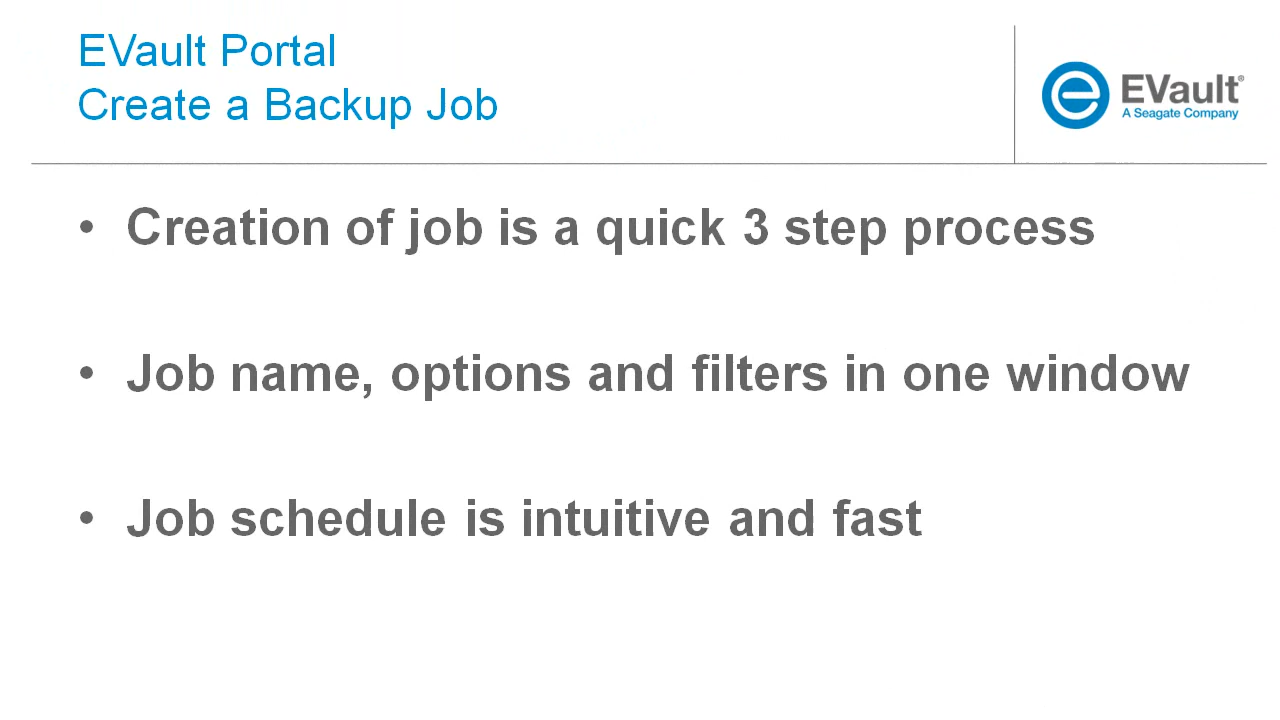 EVault Portal
Create a Backup Job
EVault®
A Seagate Company
• Creation of job is a quick 3 step process
• Job name, options and filters in one window
• Job schedule is intuitive and fast